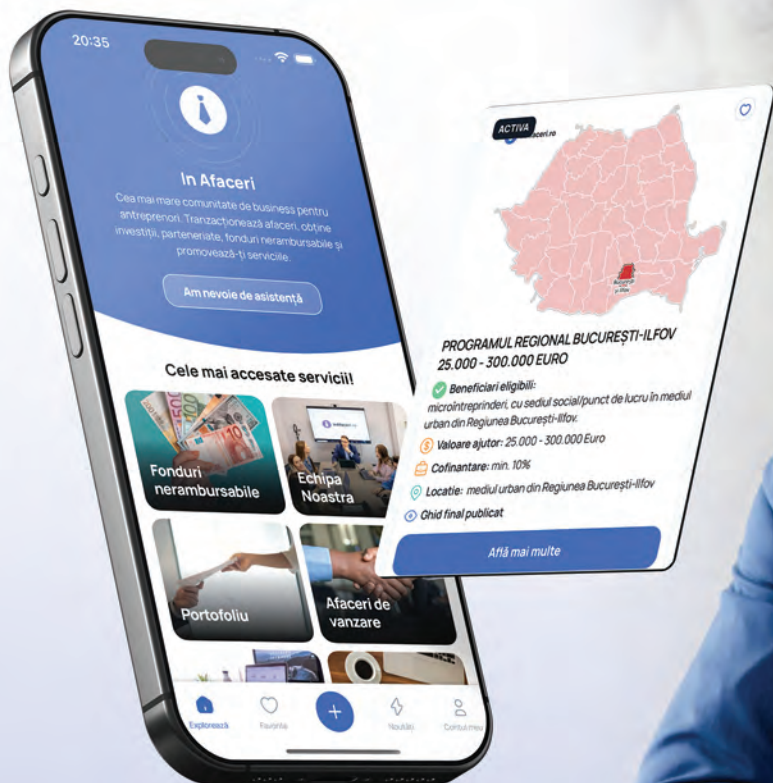 20:35
In Afaceri
Cea mai mare comunitate de business pentru
antreprenori. Tranzacționează afaceri, obține
investiții, parteneriate, fonduri nerambursabile și
promovează-ți serviciile.
Am nevoie de asistență
Cele mai accesate servicii!
Fonduri
nerambursabile
Echipa
Noastra
Portofoliu
Afaceri de
vanzare
Explorează
Favorite
Noutăți
Contul meu
ACTIVA
PROGRAMUL REGIONAL BUCUREȘTI-ILFOV
25.000 - 300.000 EURO
Beneficiari eligibili:
microîntreprinderi, cu sediul social/punct de lucru în mediul
urban din Regiunea București-Ilfov.
Valoare ajutor: 25.000 - 300.000 Euro
Cofinantare: min. 10%
Locatie: mediul urban din Regiunea București-Ilfov
Ghid final publicat
Află mai multe